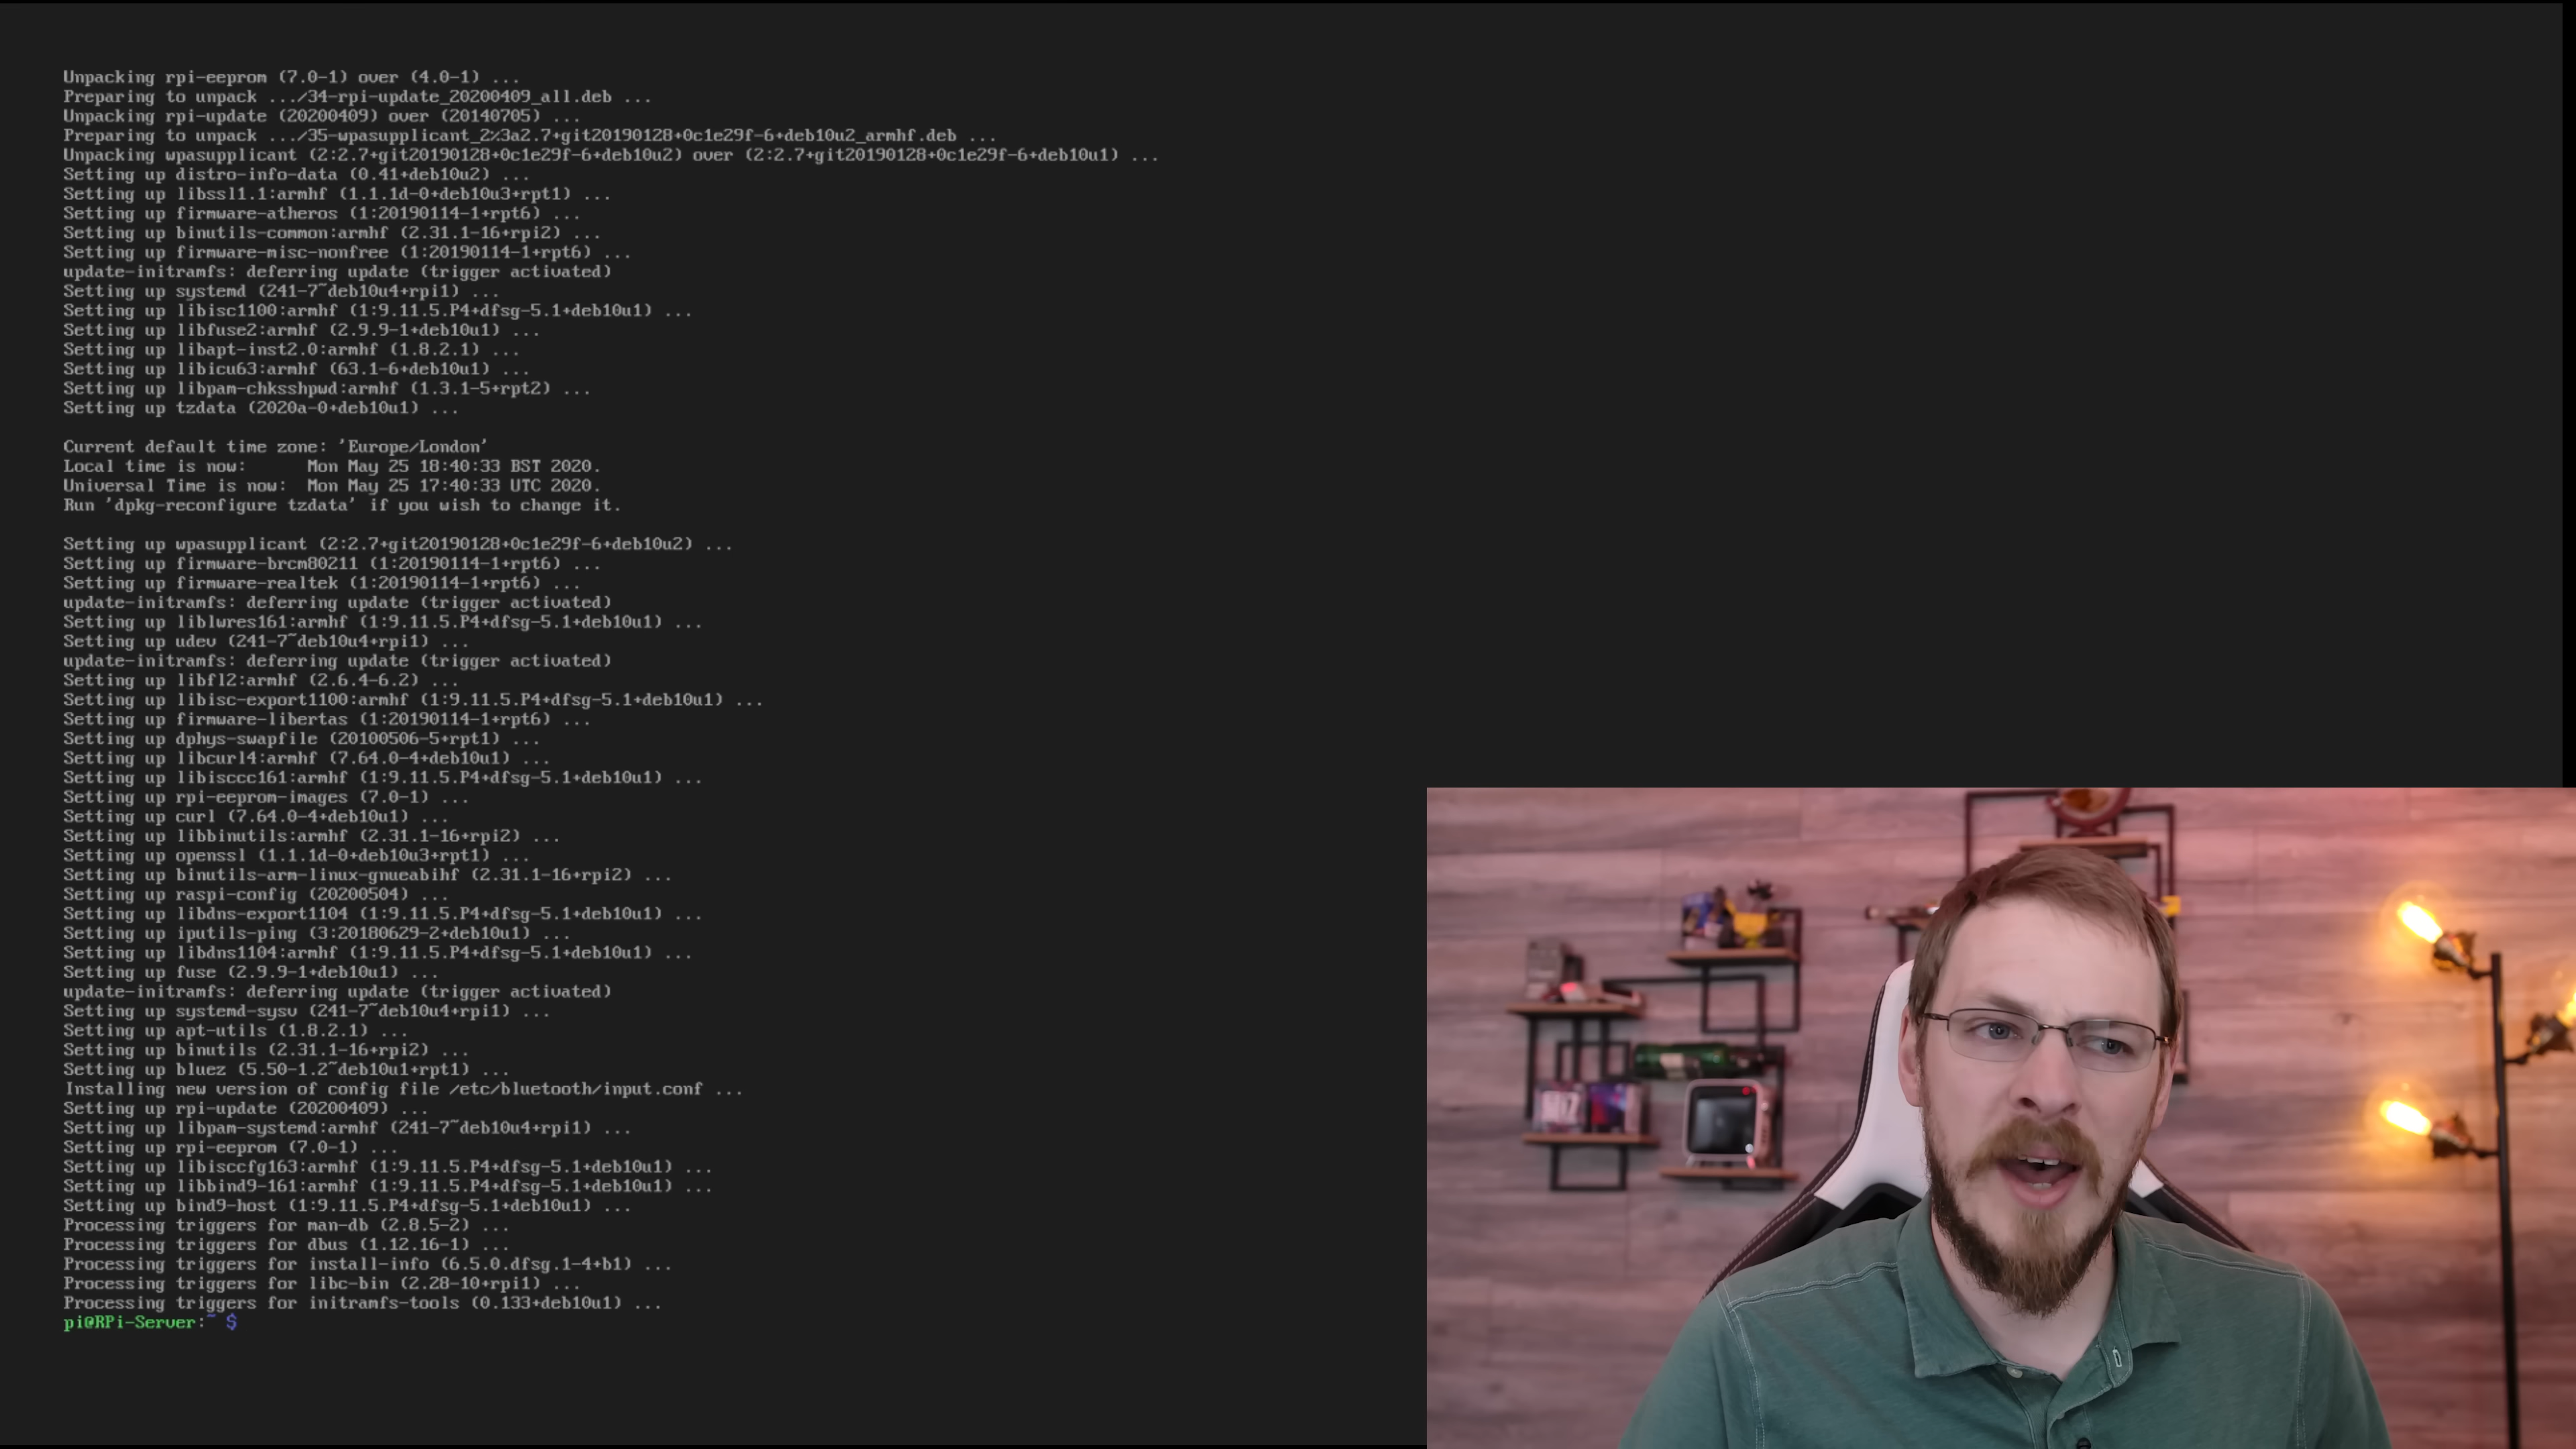 Unpacking rpi-eeprom (7.0-1) over (4.0-1) ...
Preparing to unpack .../34-rpi-update_20200409_all.deb ...
Unpacking rpi-update (20200409) over (20140705) ...
Preparing to unpack .../35-wpasupplicant_2%3a2.7+git20190128+0c1e29f-6+deb10u2_armhf.deb ...
Unpacking wpasupplicant (2:2.7+git20190128+0c1e29f-6+deb10u2) over (2:2.7+git20190128+0c1e29f-6+deb10u1) ...
Setting up distro-info-data (0.41+deb10u2) ...
Setting up libssl1.1:armhf (1.1.1d-0+deb10u3+rpt1) ...
Setting up firmware-atheros (1:20190114-1+rpt6) ...
Setting up binutils-common:armhf (2.31.1-16+rpi2) ...
Setting up firmware-misc-nonfree (1:20190114-1+rpt6) ...
update-initramfs: deferring update (trigger activated)
Setting up systemd (241-7~deb10u4+rpi1) ...
Setting up libisc1100:armhf (1:9.11.5.P4+dfsg-5.1+deb10u1) ...
Setting up libfuse2:armhf (2.9.9-1+deb10u1) ...
Setting up libapt-inst2.0:armhf (1.8.2.1) ...
Setting up libicu63:armhf (63.1-6+deb10u1) ...
Setting up libpam-chksshpwd:armhf (1.3.1-5+rpt2) ...
Setting up tzdata (2020a-0+deb10u1) ...
Current default time zone: 'Europe/London'
Local time is now:      Mon May 25 18:40:33 BST 2020.
Universal Time is now:  Mon May 25 17:40:33 UTC 2020.
Run 'dpkg-reconfigure tzdata' if you wish to change it.
Setting up wpasupplicant (2:2.7+git20190128+0c1e29f-6+deb10u2) ...
Setting up firmware-brcm80211 (1:20190114-1+rpt6) ...
Setting up firmware-realtek (1:20190114-1+rpt6) ...
update-initramfs: deferring update (trigger activated)
Setting up liblwres161:armhf (1:9.11.5.P4+dfsg-5.1+deb10u1) ...
Setting up udev (241-7~deb10u4+rpi1) ...
update-initramfs: deferring update (trigger activated)
Setting up libfl2:armhf (2.6.4-6.2) ...
Setting up libisc-export1100:armhf (1:9.11.5.P4+dfsg-5.1+deb10u1) ...
Setting up firmware-libertas (1:20190114-1+rpt6) ...
Setting up dphys-swapfile (20100506-5+rpt1) ...
Setting up libcurl4:armhf (7.64.0-4+deb10u1) ...
Setting up libisccc161:armhf (1:9.11.5.P4+dfsg-5.1+deb10u1) ...
Setting up rpi-eeprom-images (7.0-1) ...
Setting up curl (7.64.0-4+deb10u1) ...
Setting up libbinutils:armhf (2.31.1-16+rpi2) ...
Setting up openssl (1.1.1d-0+deb10u3+rpt1) ...
Setting up binutils-arm-linux-gnueabihf (2.31.1-16+rpi2) ...
Setting up raspi-config (20200504) ...
Setting up libdns-export1104 (1:9.11.5.P4+dfsg-5.1+deb10u1) ...
Setting up iputils-ping (3:20180629-2+deb10u1) ...
Setting up libdns1104:armhf (1:9.11.5.P4+dfsg-5.1+deb10u1) ...
Setting up fuse (2.9.9-1+deb10u1) ...
update-initramfs: deferring update (trigger activated)
Setting up systemd-sysv (241-7~deb10u4+rpi1) ...
Setting up apt-utils (1.8.2.1) ...
Setting up binutils (2.31.1-16+rpi2) ...
Setting up bluez (5.50-1.2~deb10u1+rpt1) ...
Installing new version of config file /etc/bluetooth/input.conf ...
Setting up rpi-update (20200409) ...
Setting up libpam-systemd:armhf (241-7~deb10u4+rpi1) ...
Setting up rpi-eeprom (7.0-1) ...
Setting up libisccfg163:armhf (1:9.11.5.P4+dfsg-5.1+deb10u1) ...
Setting up libbind9-161:armhf (1:9.11.5.P4+dfsg-5.1+deb10u1) ...
Setting up bind9-host (1:9.11.5.P4+dfsg-5.1+deb10u1) ...
Processing triggers for man-db (2.8.5-2) ...
Processing triggers for dbus (1.12.16-1) ...
Processing triggers for install-info (6.5.0.dfsg.1-4+b1) ...
Processing triggers for libc-bin (2.28-10+rpi1) ...
Processing triggers for initramfs-tools (0.133+deb10u1) ...
pi@RPi-Server:~ $